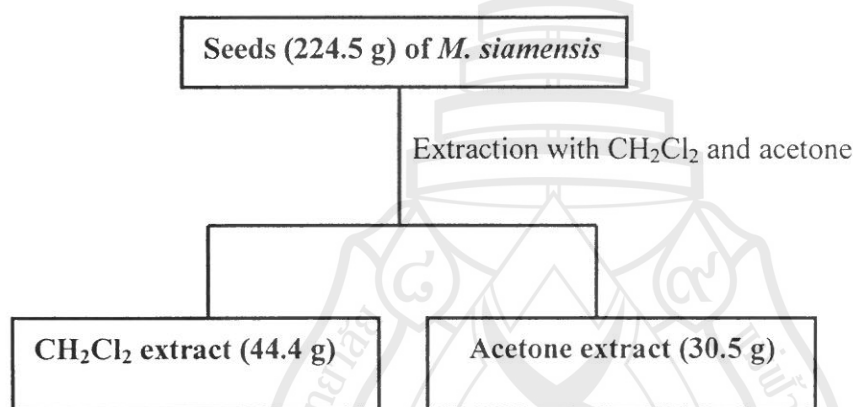 Seeds (224.5 g) of M. siamensis
Extraction with CH₂Cl₂ and acetone
CH₂Cl₂ extract (44.4 g)
Acetone extract (30.5 g)